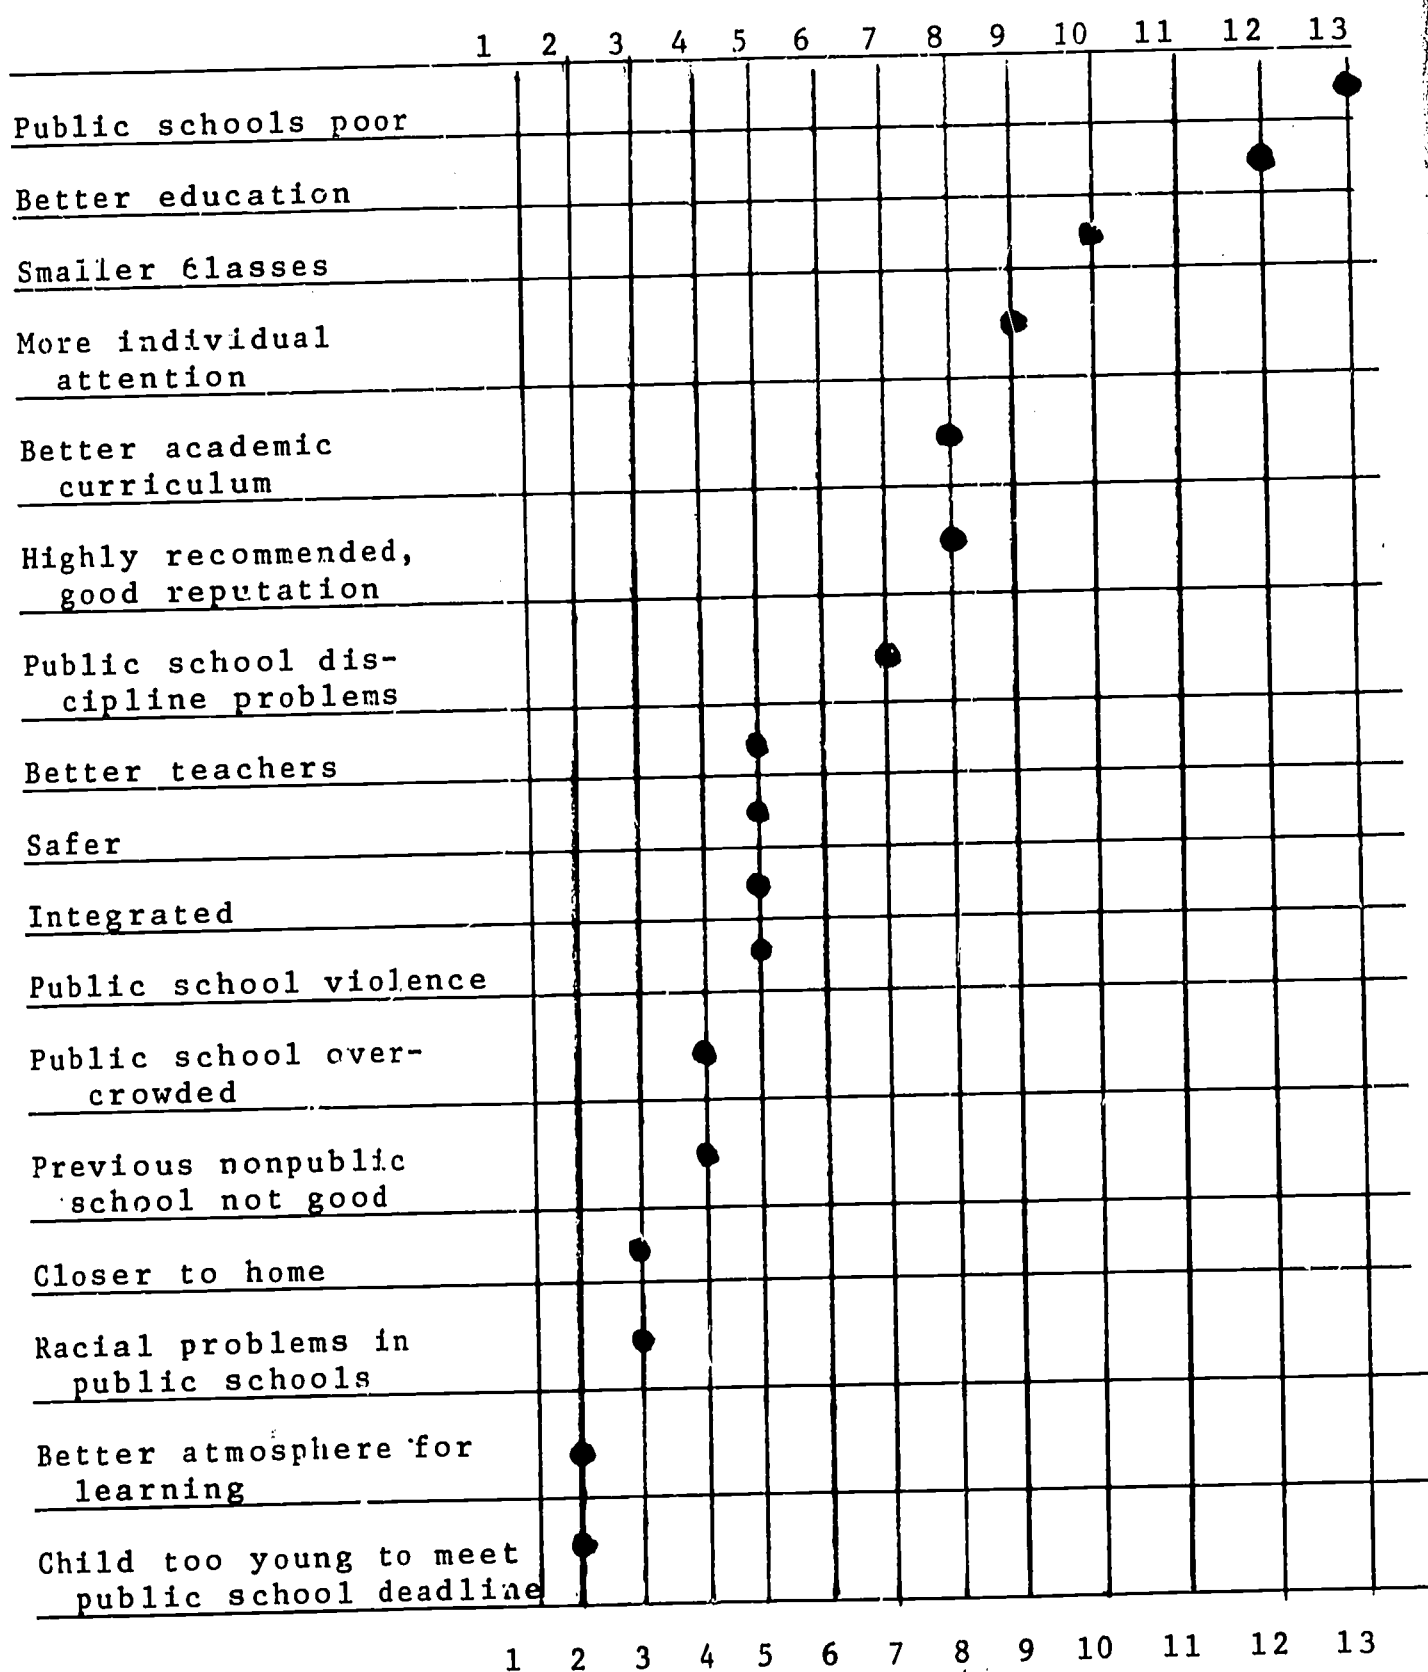 1 2 3 4 5 6 7 8 9 10 11 12 13
Public schools poor
Better education
Smaller Classes
More individual
attention
Better academic
curriculum
Highly recommended,
good reputation
Public school dis-
cipline problems
Better teachers
Safer
Integrated
Public school violence
Public school over-
crowded
Previous nonpublic
school not good
Closer to home
Racial problems in
public schools
Better atmosphere for
learning
Child too young to meet
public school deadline
1 2 3 4 5 6 7 8 9 10 11 12 13